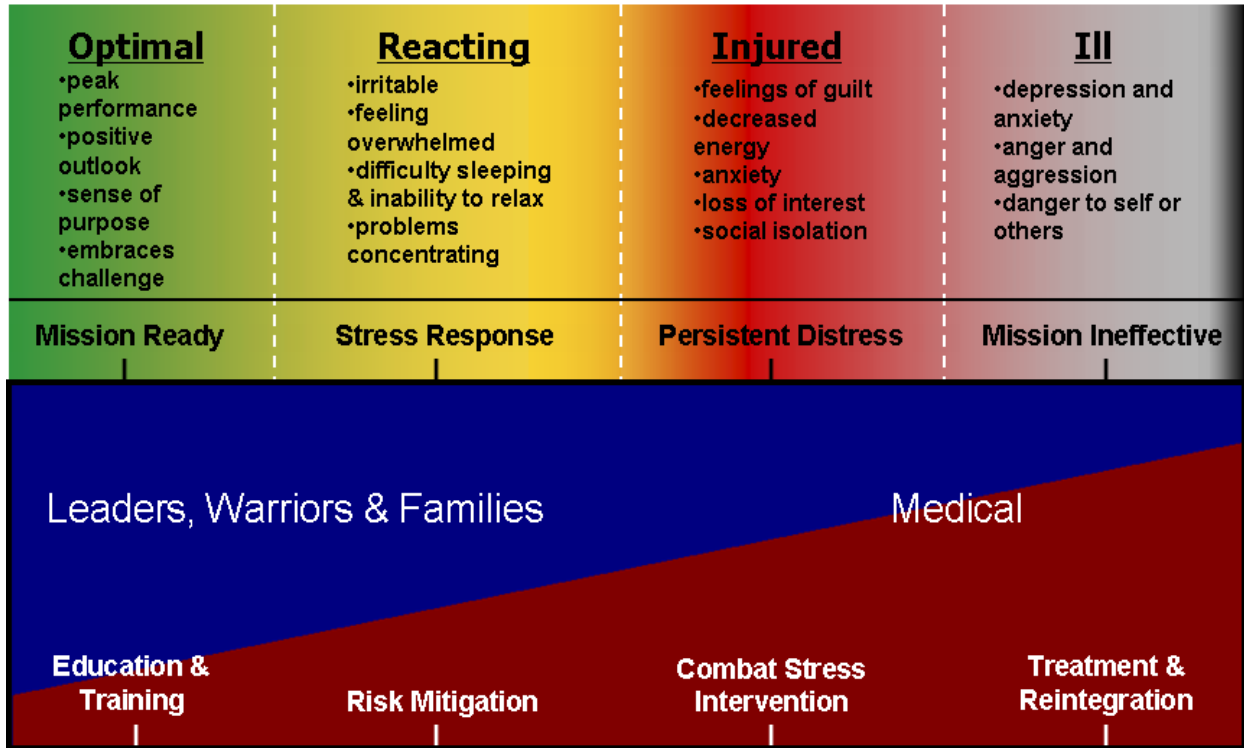 Optimal
•peak
performance
•positive
outlook
•sense of
purpose
•embraces
challenge
Reacting
•irritable
•feeling
overwhelmed
•difficulty sleeping
& inability to relax
•problems
concentrating
Injured
•feelings of guilt
•decreased
energy
•anxiety
•loss of interest
•social isolation
Ill
•depression and
anxiety
•anger and
aggression
•danger to self or
others
Mission Ready
Stress Response
Persistent Distress
Mission Ineffective
Leaders, Warriors & Families
Medical
Education &
Training
Risk Mitigation
Combat Stress
Intervention
Treatment &
Reintegration